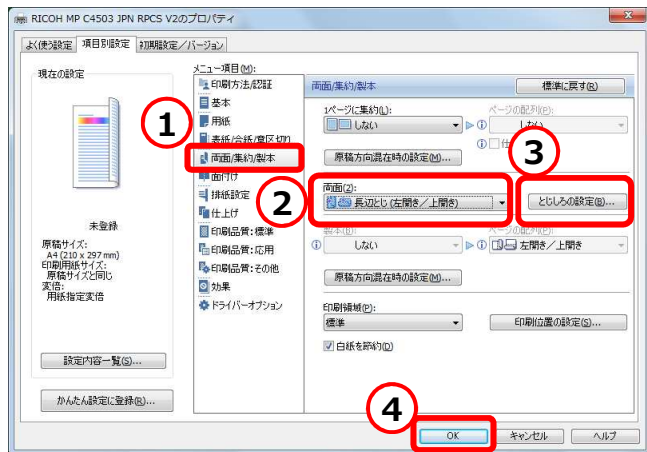 RICOH MP C4503 JPN RPCS V2のプロパティ
よく使う設定 項目別設定 初期設定／バージョン
現在の設定
未登録
原稿サイズ:
A4 (210 x 297 mm)
印刷用紙サイズ:
原稿サイズと同じ
変倍:
用紙指定変倍
設定内容一覧(S)...
かんたん設定に登録(R)...
メニュー項目(M):
印刷方法/認証
基本
用紙
表紙/合紙/章区切り
両面/集約/製本
面付け
排紙設定
仕上げ
印刷品質:標準
印刷品質:応用
印刷品質:その他
効果
ドライバーオプション
1
両面/集約/製本
標準に戻す(R)
1ページに集約(L):
しない
ページの配列(P):
しない
原稿方向混在時の設定(M)...
2
両面(2):
長辺とじ (左開き／上開き)
3
とじしろの設定(B)...
製本(O):
しない
ページの配列(P):
左開き／上開き
原稿方向混在時の設定(M)...
印刷領域(P):
標準
印刷位置の設定(S)...
白紙を節約(D)
4
OK キャンセル ヘルプ